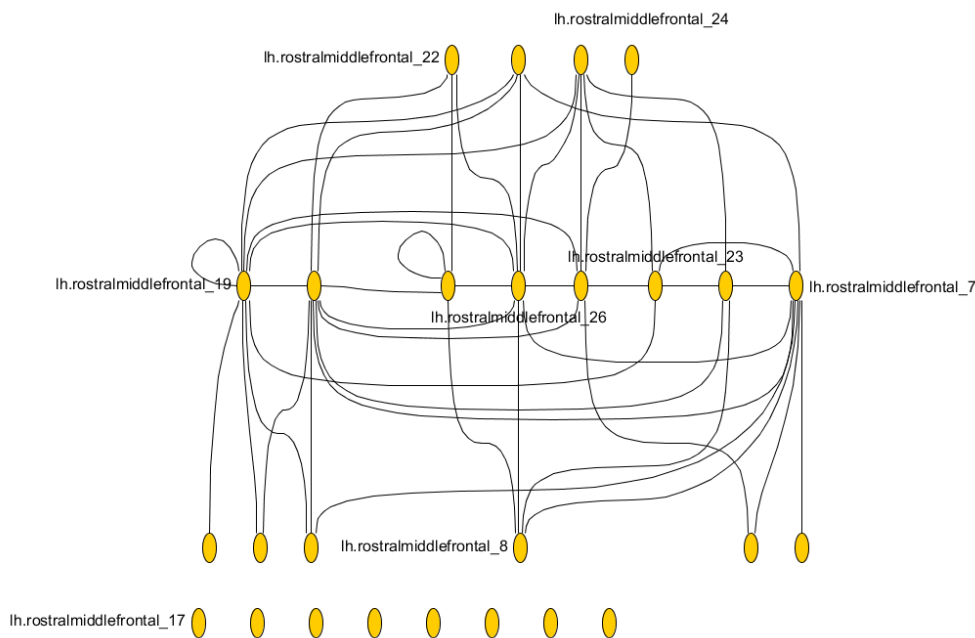 lh.rostralmiddlefrontal_24
lh.rostralmiddlefrontal_22
lh.rostralmiddlefrontal_23
lh.rostralmiddlefrontal_19
lh.rostralmiddlefrontal_7
lh.rostralmiddlefrontal_26
lh.rostralmiddlefrontal_8
lh.rostralmiddlefrontal_17